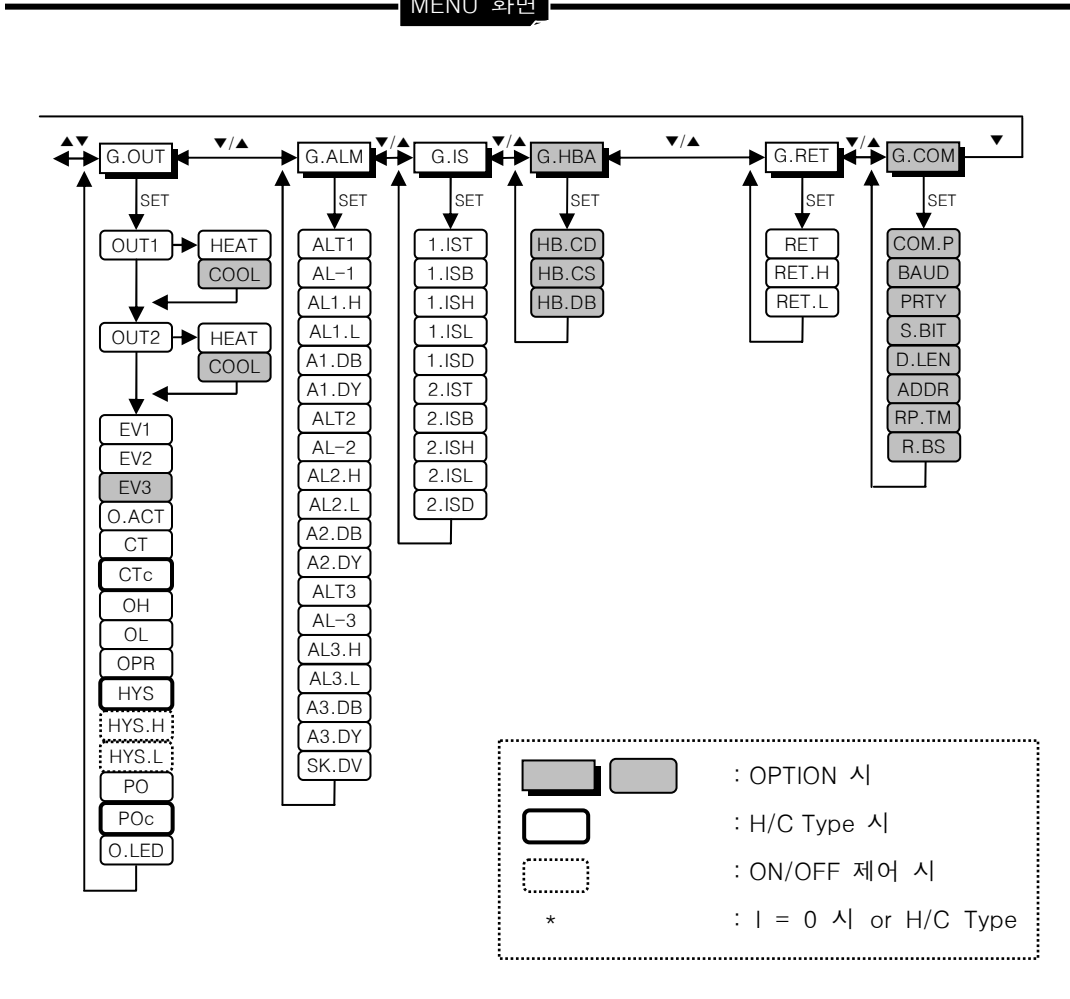 MENU 화면
▲▼ G.OUT ▼/▲ G.ALM ▼/▲ G.IS ▼/▲ G.HBA ▼/▲ G.RET ▼/▲ G.COM ▼
SET SET SET SET SET SET
OUT1 HEAT
COOL
OUT2 HEAT
COOL
EV1
EV2
EV3
O.ACT
CT
CTc
OH
OL
OPR
HYS
HYS.H
HYS.L
PO
POc
O.LED
ALT1
AL-1
AL1.H
AL1.L
A1.DB
A1.DY
ALT2
AL-2
AL2.H
AL2.L
A2.DB
A2.DY
ALT3
AL-3
AL3.H
AL3.L
A3.DB
A3.DY
SK.DV
1.IST
1.ISB
1.ISH
1.ISL
1.ISD
2.IST
2.ISB
2.ISH
2.ISL
2.ISD
HB.CD
HB.CS
HB.DB
RET
RET.H
RET.L
COM.P
BAUD
PRTY
S.BIT
D.LEN
ADDR
RP.TM
R.BS
: OPTION 시
: H/C Type 시
: ON/OFF 제어 시
* : I = 0 시 or H/C Type